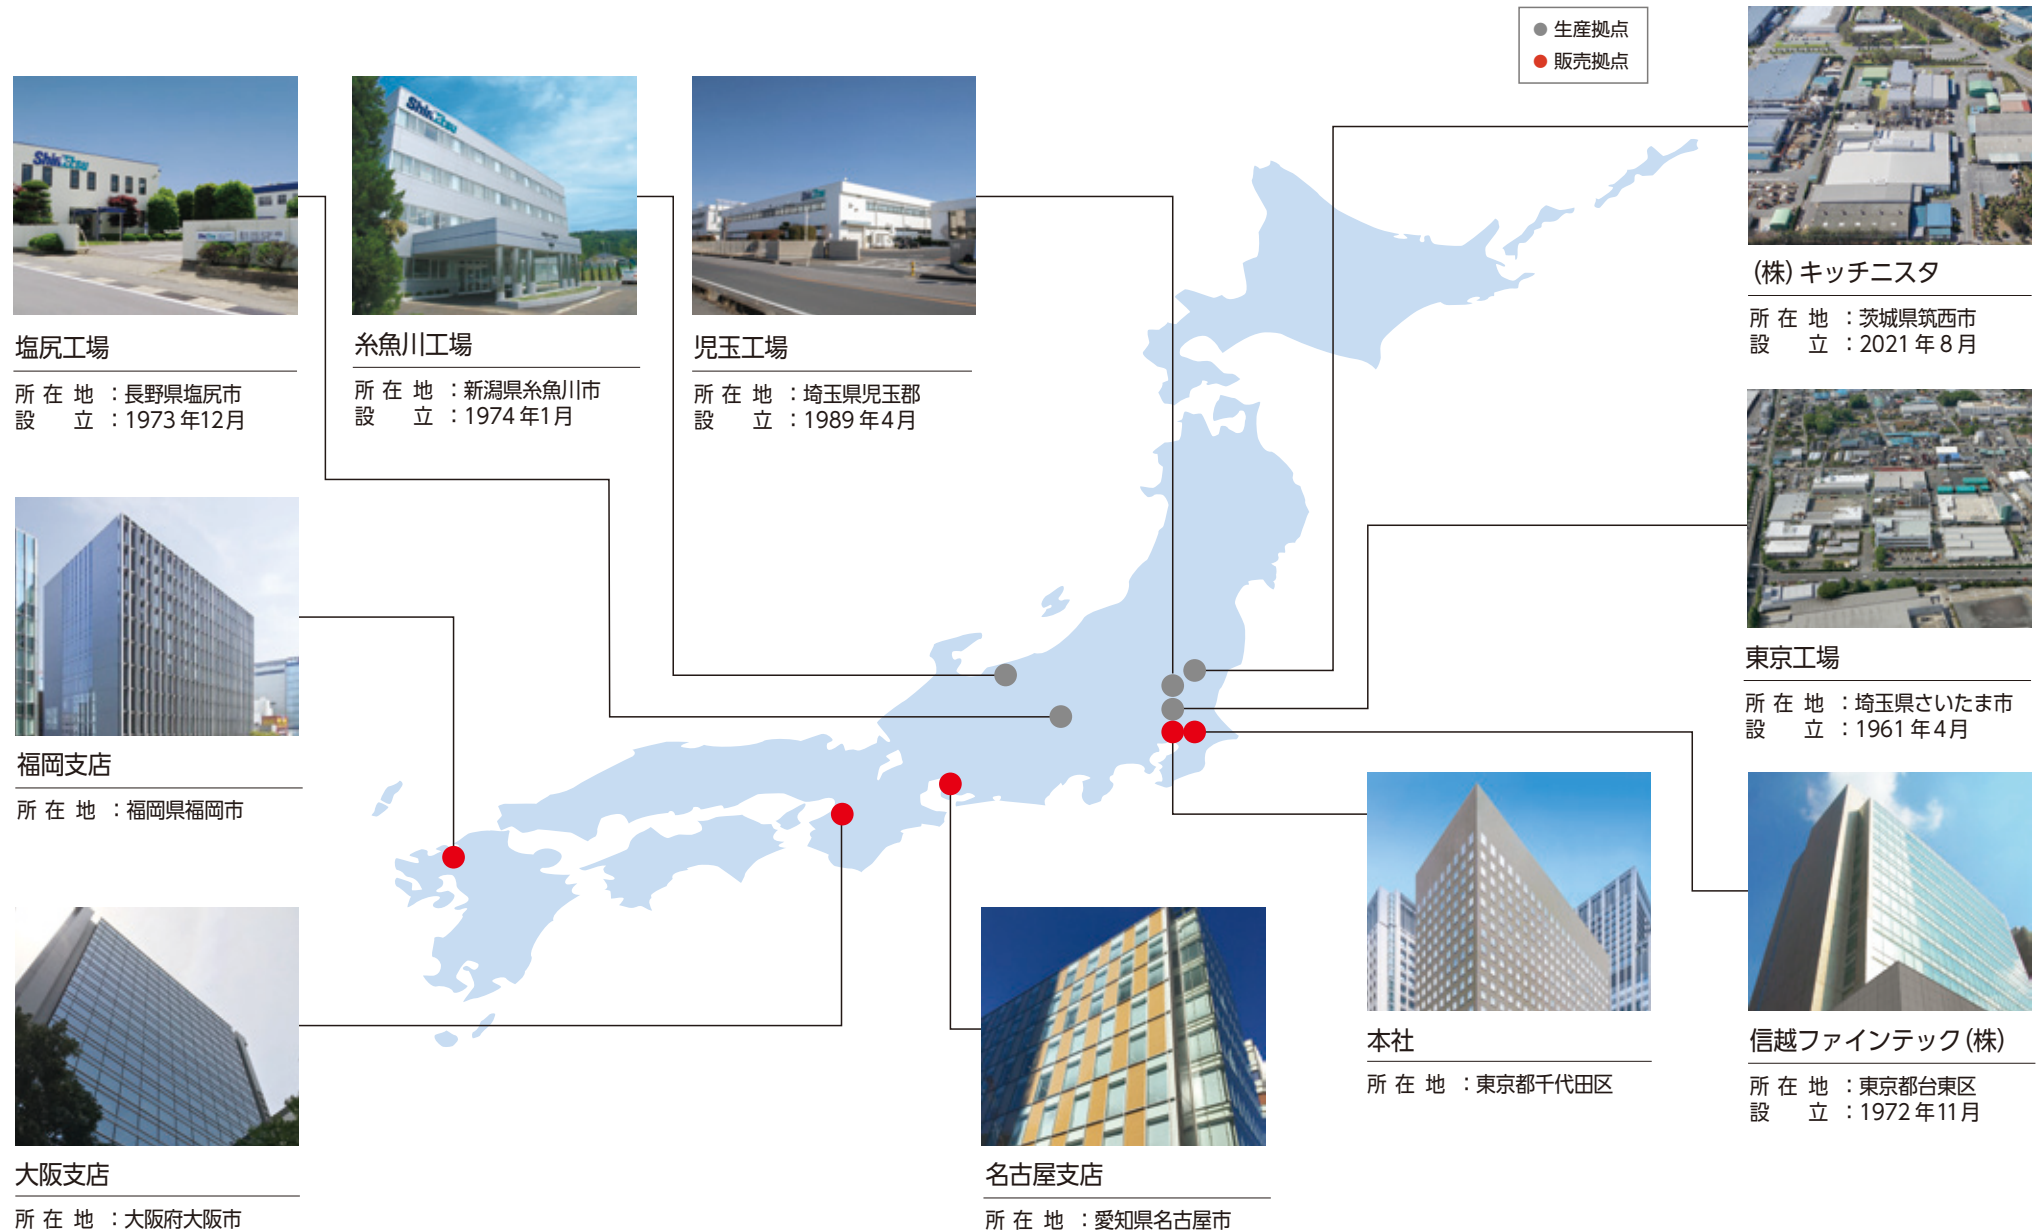 生産拠点
販売拠点
Shin-Etsu
塩尻工場
所在地：長野県塩尻市
設立：1973年12月
Shin-Etsu
糸魚川工場
所在地：新潟県糸魚川市
設立：1974年1月
児玉工場
所在地：埼玉県児玉郡
設立：1989年4月
(株)キッチニスタ
所在地：茨城県筑西市
設立：2021年8月
東京工場
所在地：埼玉県さいたま市
設立：1961年4月
福岡支店
所在地：福岡県福岡市
大阪支店
所在地：大阪府大阪市
名古屋支店
所在地：愛知県名古屋市
本社
所在地：東京都千代田区
信越ファインテック(株)
所在地：東京都台東区
設立：1972年11月